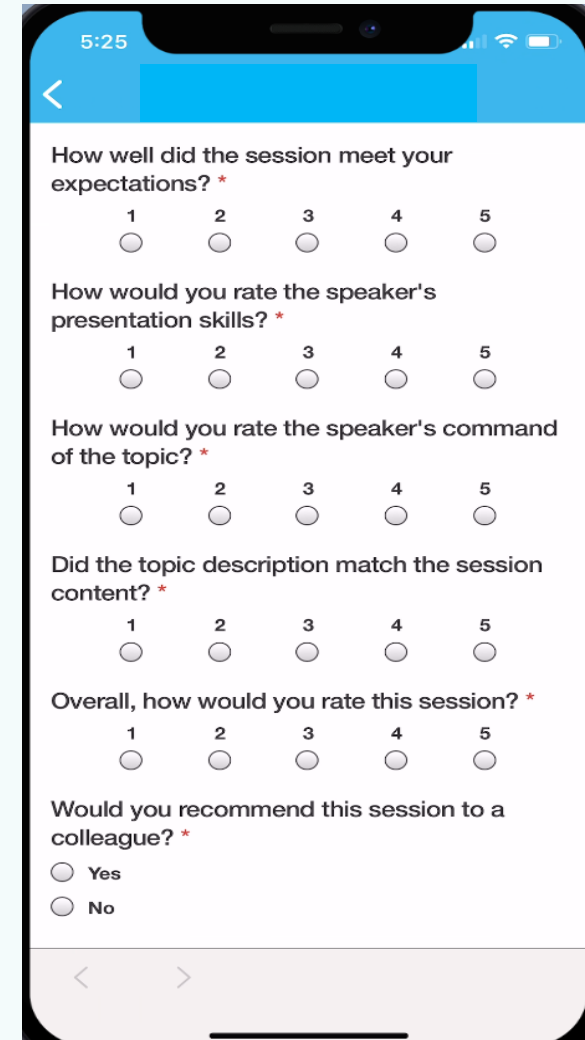 5:25
How well did the session meet your
expectations? *
1 2 3 4 5
How would you rate the speaker's
presentation skills? *
1 2 3 4 5
How would you rate the speaker's command
of the topic? *
1 2 3 4 5
Did the topic description match the session
content? *
1 2 3 4 5
Overall, how would you rate this session? *
1 2 3 4 5
Would you recommend this session to a
colleague? *
Yes
No